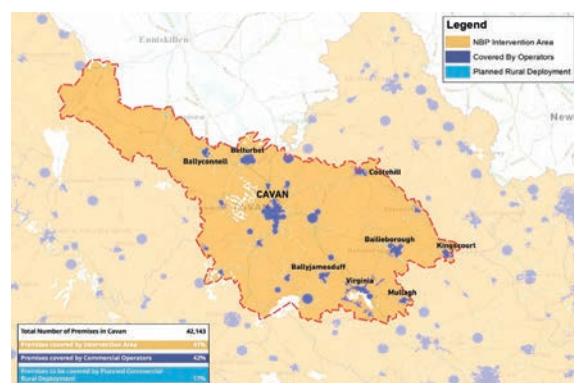 Enniskillen
Legend
NBP Intervention Area
Covered By Operators
Planned Rural Deployment
New
Belturbet
Ballyconnell
Cootehill
CAVAN
Bailieborough
Kingscourt
Ballyjamesduff
Virginia
Mullagh
Total Number of Premises in Cavan 42,143
Premises covered by Intervention Area 41%
Premises covered by Commercial Operators 42%
Premises to be covered by Planned Commercial
Rural Deployment 17%